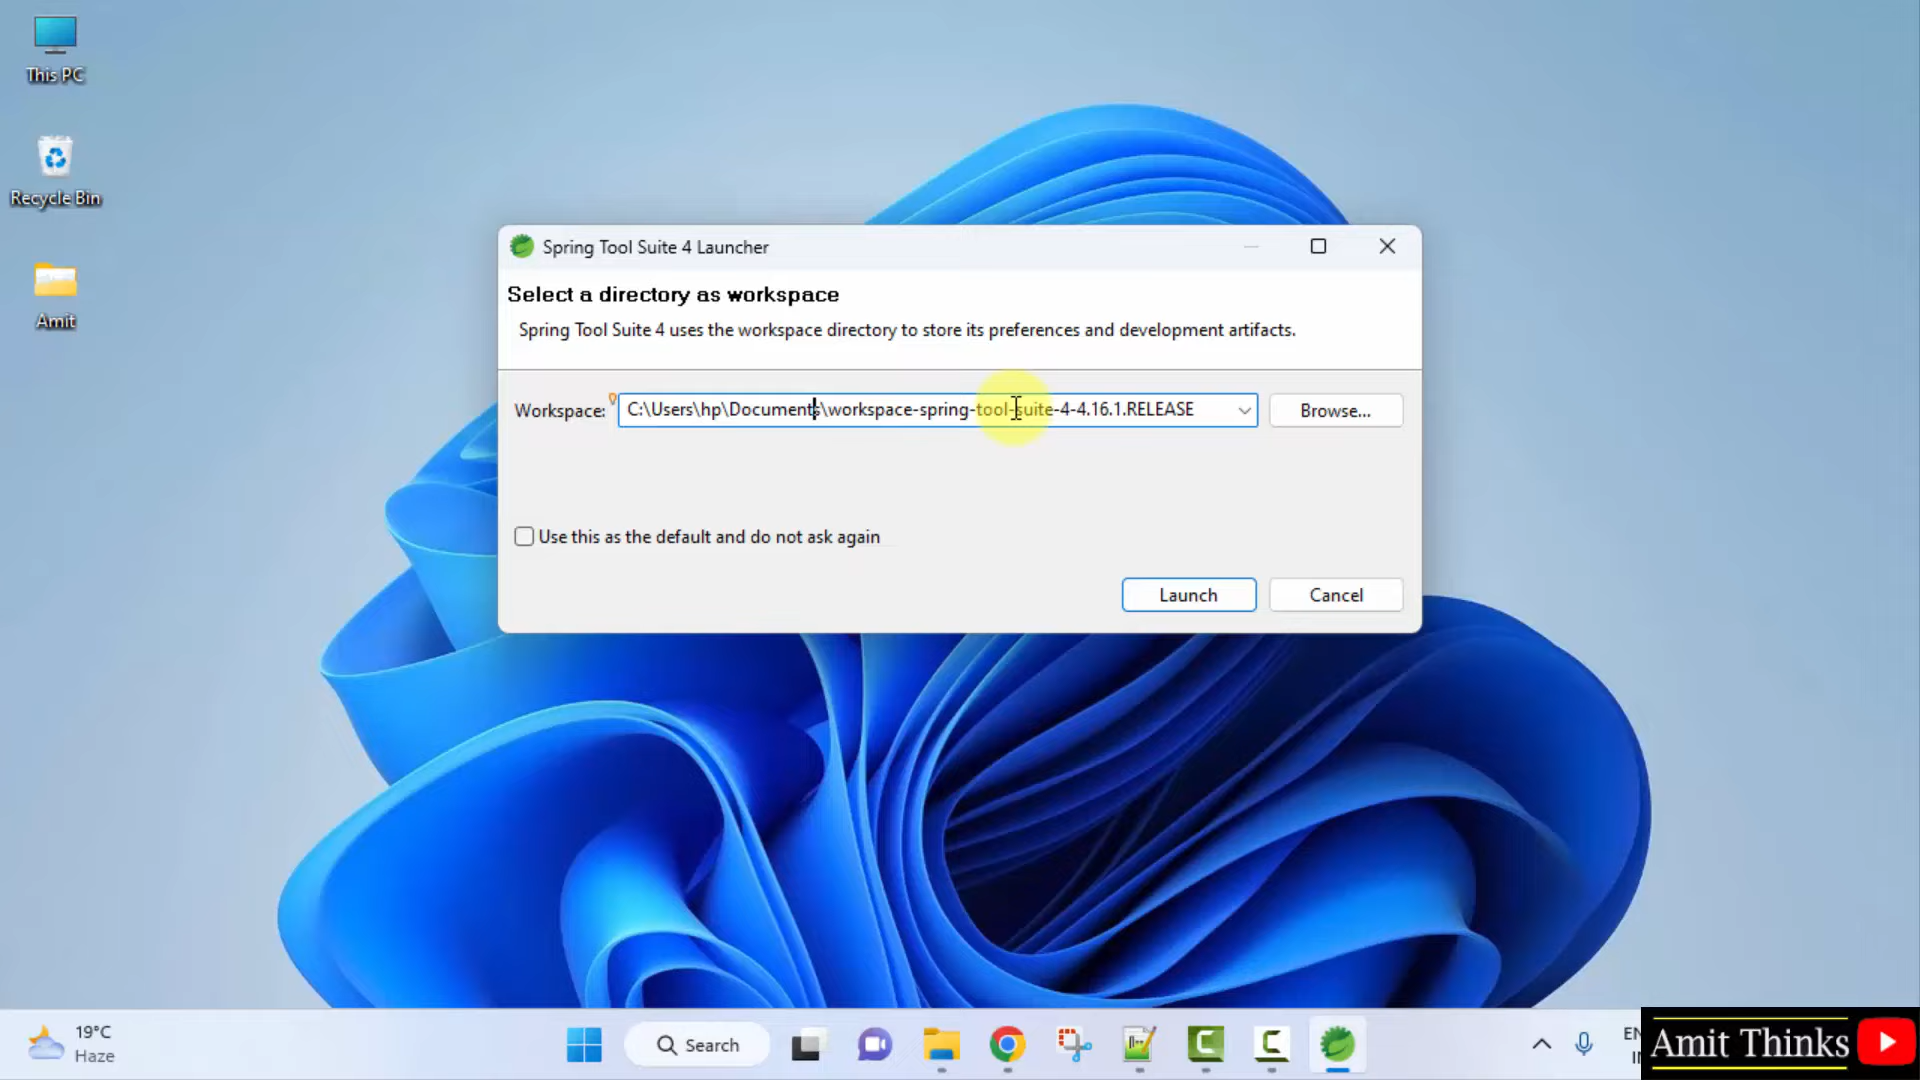 This PC
Recycle Bin
Amit
Spring Tool Suite 4 Launcher
Select a directory as workspace
Spring Tool Suite 4 uses the workspace directory to store its preferences and development artifacts.
Workspace: C:\Users\hp\Documents\workspace-spring-tool-suite-4-4.16.1.RELEASE Browse...
Use this as the default and do not ask again
Launch Cancel
19°C
Haze
Search
Amit Thinks